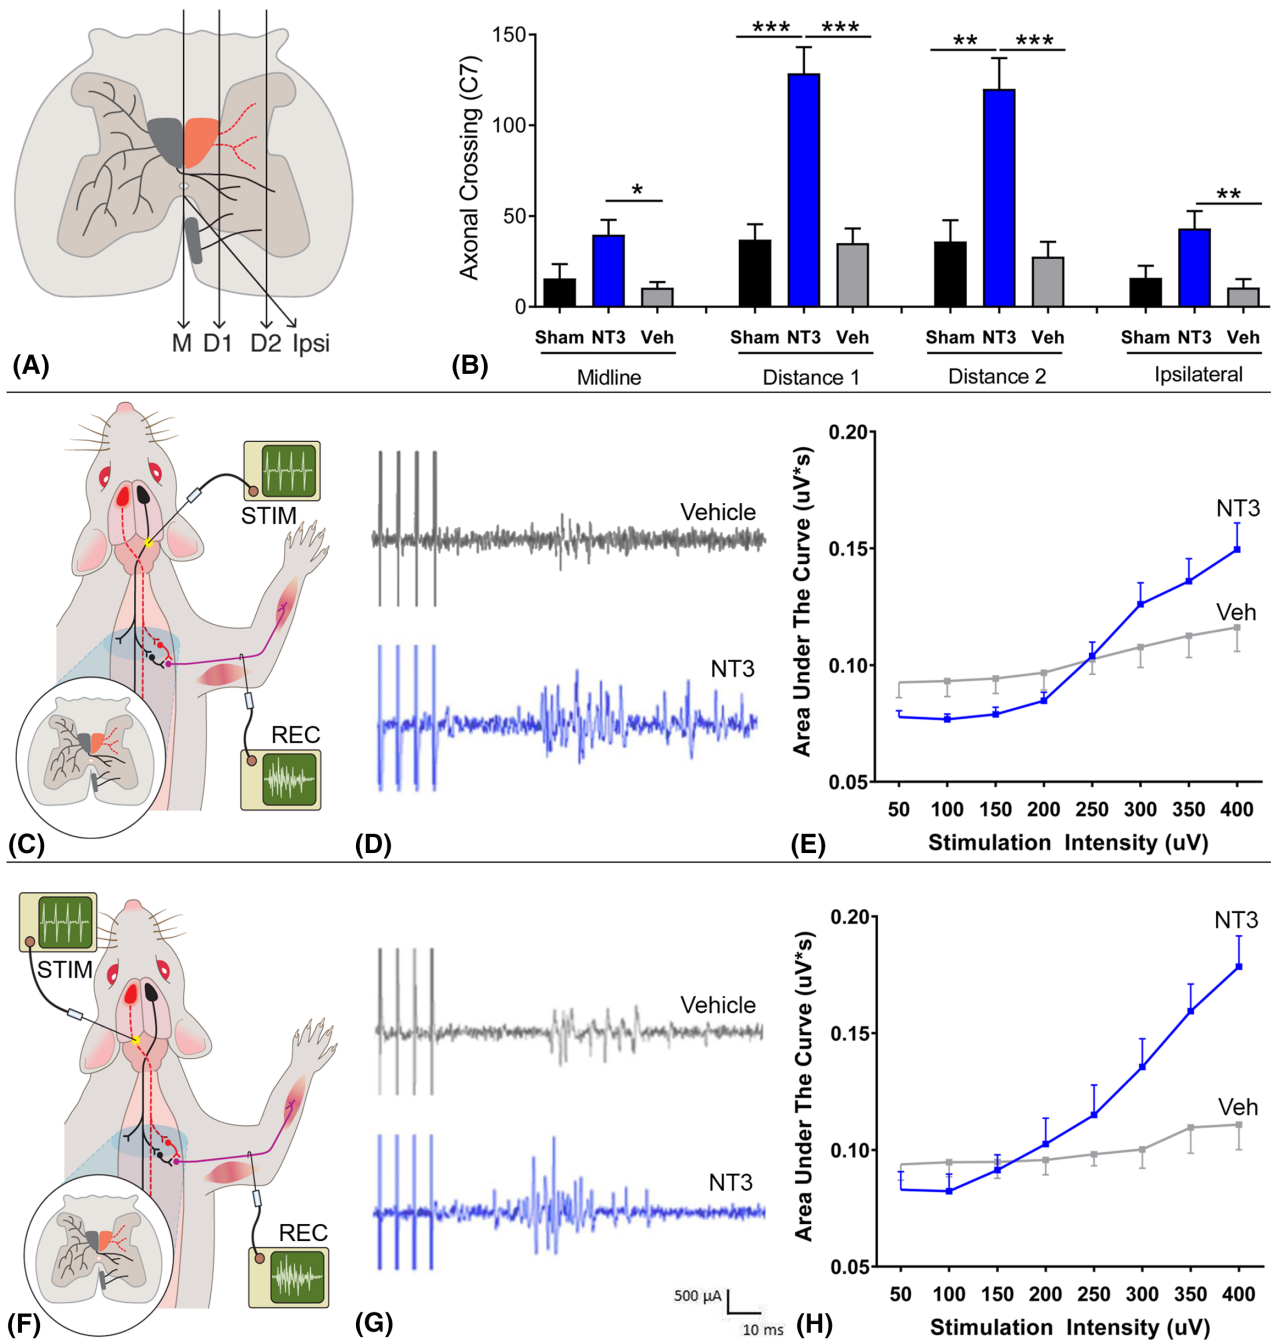 M D1 D2 Ipsi
(A)
Axonal Crossing (C7)
150
100
50
0
*** ***
** ***
*
**
Sham NT3 Veh Sham NT3 Veh Sham NT3 Veh Sham NT3 Veh
Midline Distance 1 Distance 2 Ipsilateral
(B)
STIM
REC
(C)
Vehicle
NT3
(D)
Area Under The Curve (uV*s)
0.20
0.15
0.10
0.05
NT3
Veh
50 100 150 200 250 300 350 400
Stimulation Intensity (uV)
(E)
STIM
REC
(F)
Vehicle
NT3
500 µA
10 ms
(G)
Area Under The Curve (uV*s)
0.20
0.15
0.10
0.05
NT3
Veh
50 100 150 200 250 300 350 400
Stimulation Intensity (uV)
(H)